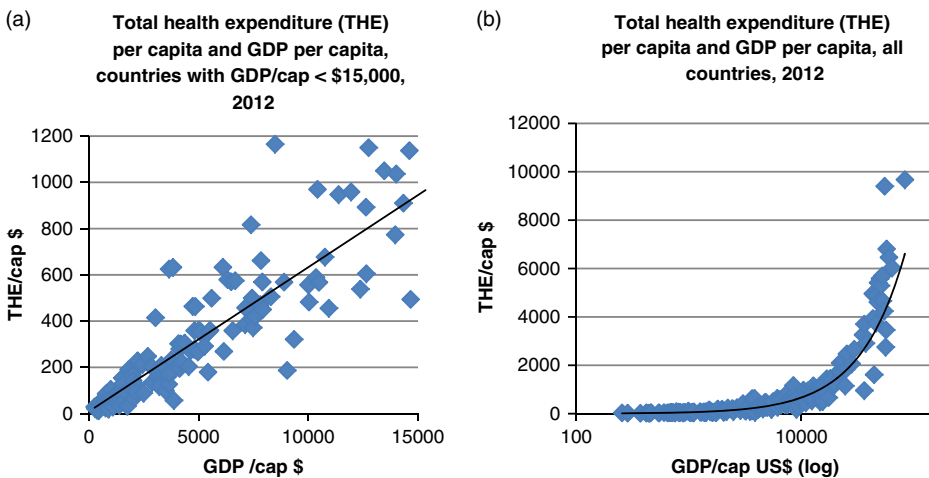 (a)
Total health expenditure (THE)
per capita and GDP per capita,
countries with GDP/cap < $15,000,
2012
1200
1000
800
600
400
200
0
THE/cap $
0 5000 10000 15000
GDP /cap $
(b)
Total health expenditure (THE)
per capita and GDP per capita, all
countries, 2012
12000
10000
8000
6000
4000
2000
0
THE/cap $
100 10000
GDP/cap US$ (log)